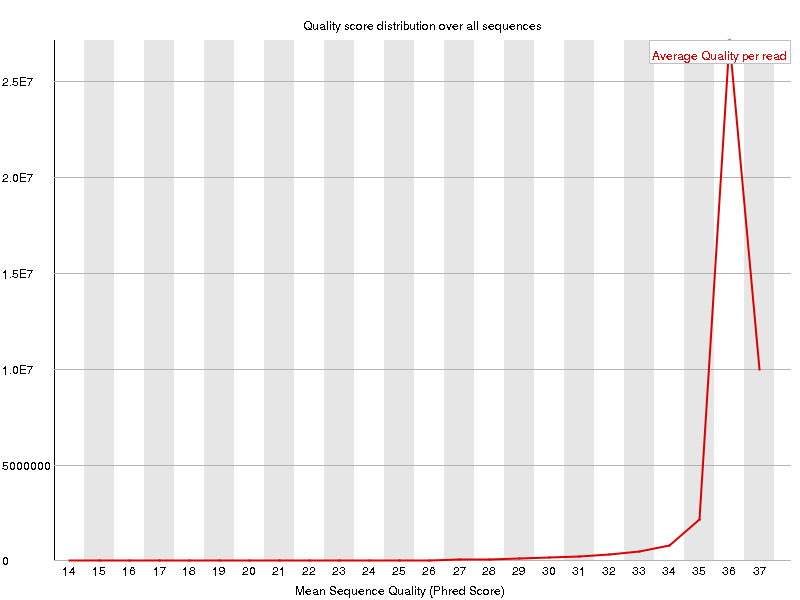 Quality score distribution over all sequences
Average Quality per read
2.5E7
2.0E7
1.5E7
1.0E7
5000000
0
14 15 16 17 18 19 20 21 22 23 24 25 26 27 28 29 30 31 32 33 34 35 36 37
Mean Sequence Quality (Phred Score)